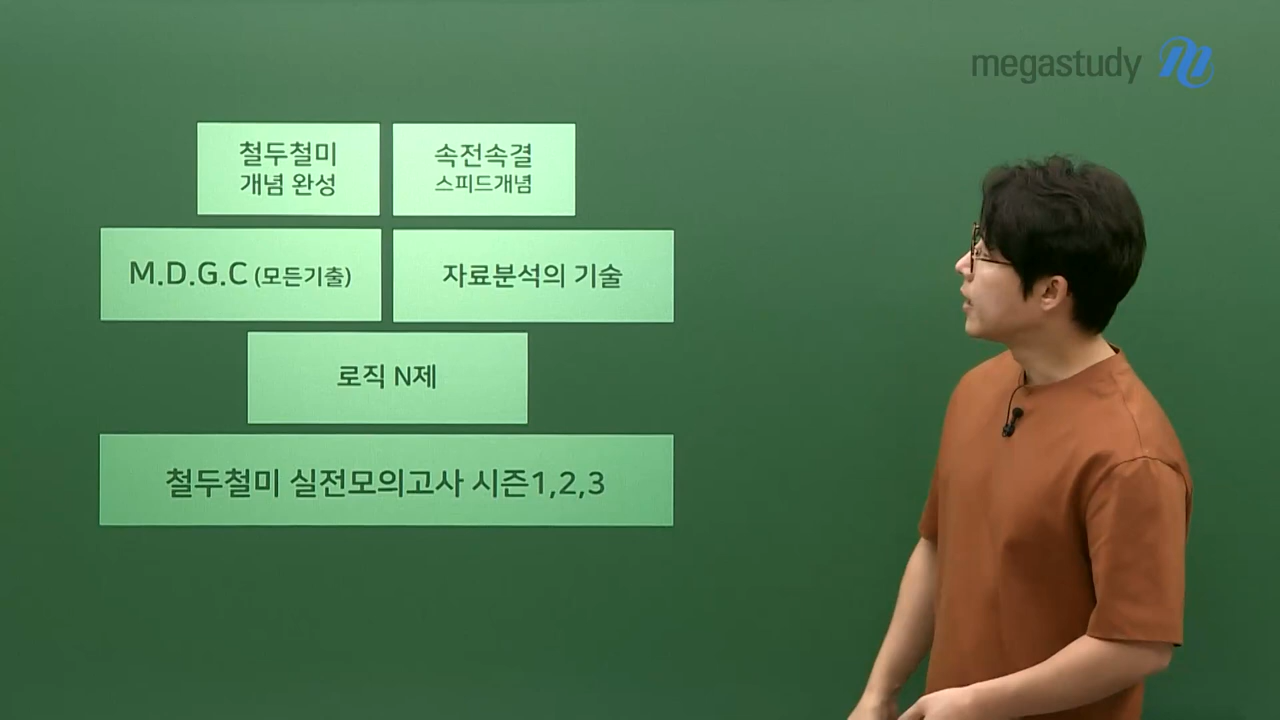 megastudy
철두철미
개념 완성
속전속결
스피드개념
M.D.G.C (모든기출)
자료분석의 기술
로직 N제
철두철미 실전모의고사 시즌1,2,3